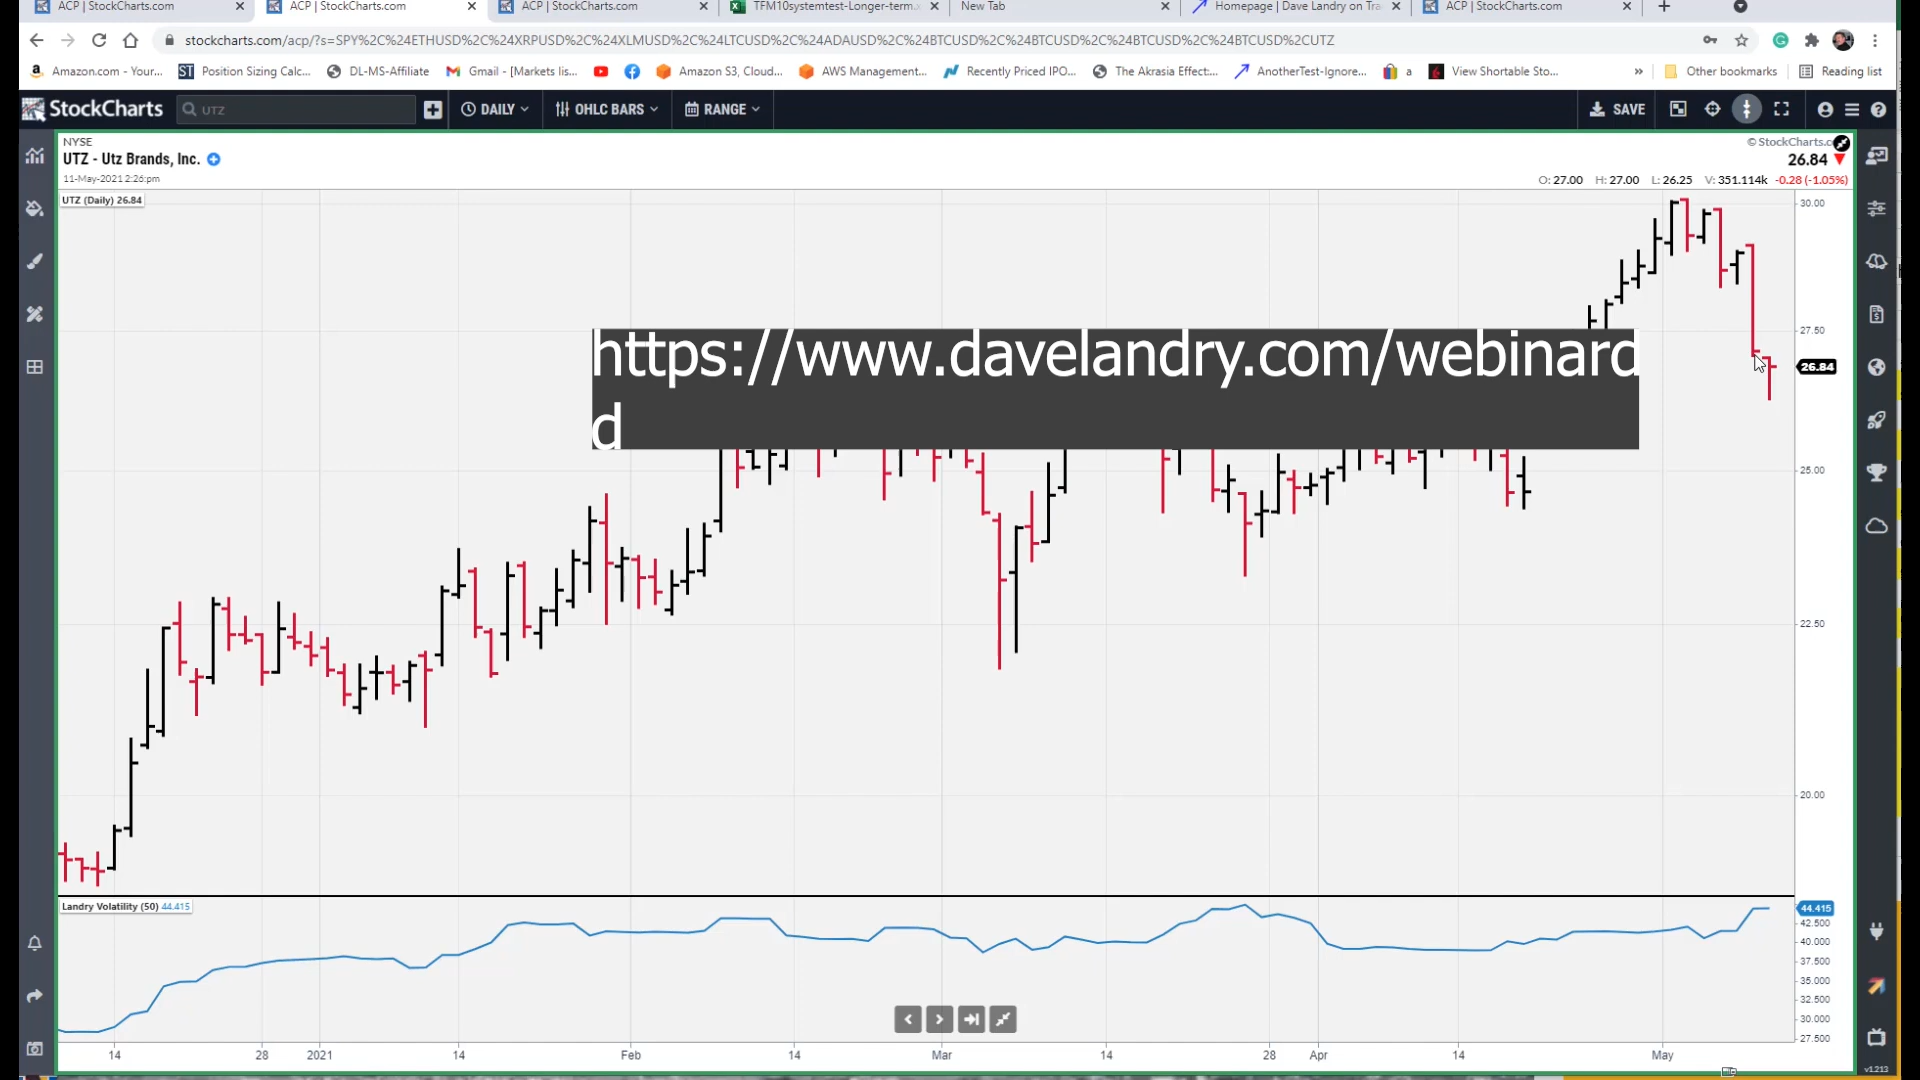 ACP | StockCharts.com
ACP | StockCharts.com
ACP | StockCharts.com
TFM10systemtest-Longer-term.x
New Tab
Homepage | Dave Landry on Tra
ACP | StockCharts.com
stockcharts.com/acp/?s=SPY%2C%24ETHUSD%2C%24XRPUSD%2C%24XLMUSD%2C%24LTCUSD%2C%24ADAUSD%2C%24BTCUSD%2C%24BTCUSD%2C%24BTCUSD%2C%24BTCUSD%2CUTZ
Amazon.com - Your...
Position Sizing Calc...
DL-MS-Affiliate
Gmail - [Markets lis...
Amazon S3, Cloud...
AWS Management...
Recently Priced IPO...
The Akrasia Effect:...
AnotherTest-Ignore...
a
View Shortable Sto...
»
Other bookmarks
Reading list
StockCharts
UTZ
DAILY
OHLC BARS
RANGE
SAVE
NYSE
UTZ - Utz Brands, Inc.
11-May-2021 2:26pm
© StockCharts.c
26.84
O: 27.00 H: 27.00 L: 26.25 V: 351.114k -0.28 (-1.05%)
UTZ (Daily) 26.84
30.00
27.50
26.84
25.00
22.50
20.00
https://www.davelandry.com/webinard
d
Landry Volatility (50) 44.415
44.415
42.500
40.000
37.500
35.000
32.500
30.000
27.500
14 28 2021 14 Feb 14 Mar 14 28 Apr 14 May
v1.213